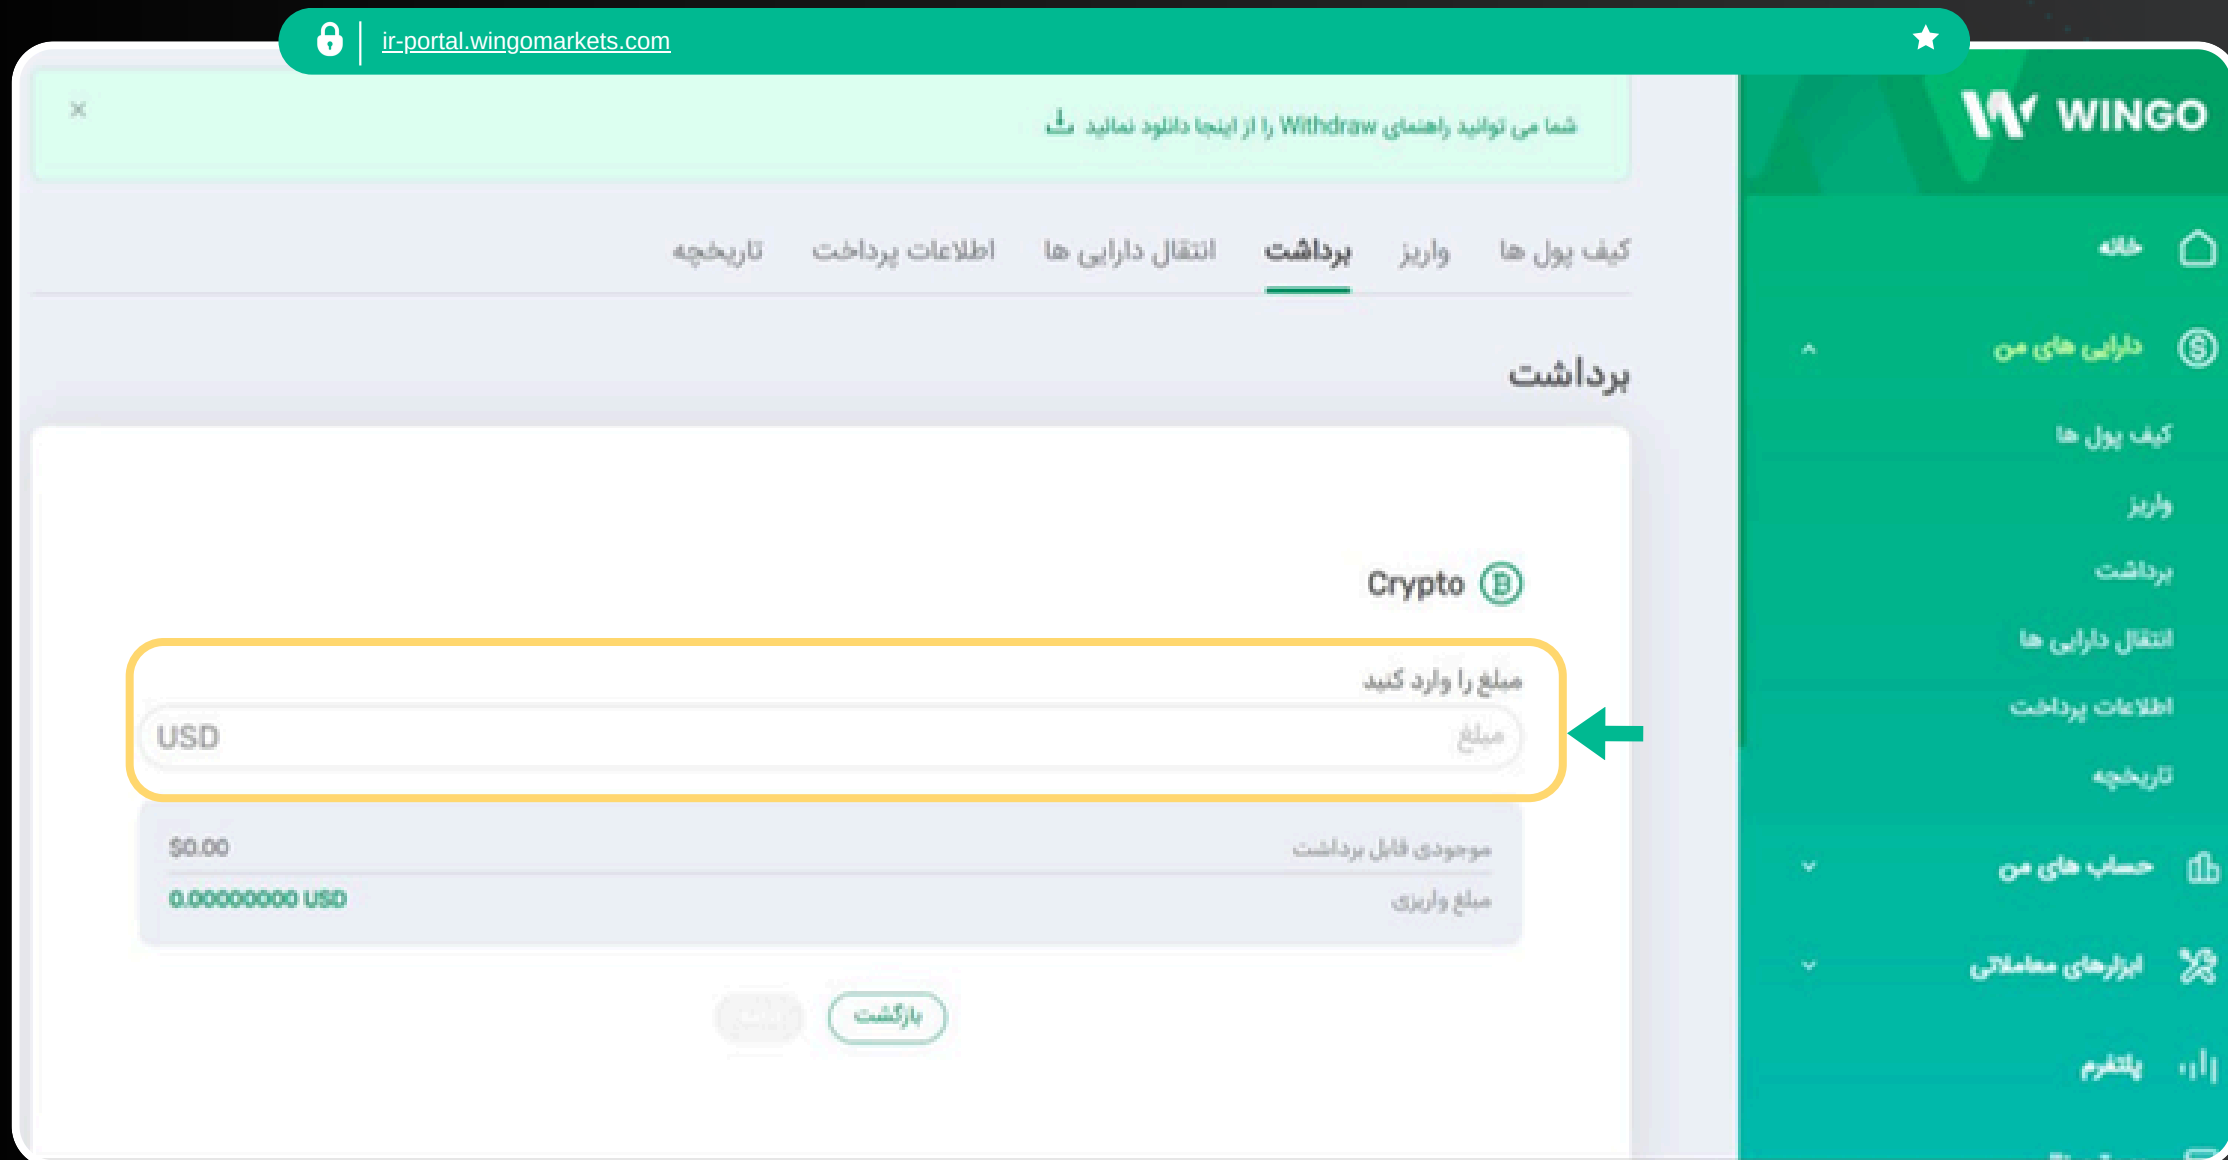 ir-portal.wingomarkets.com
شما می توانید راهنمای Withdraw را از اینجا دانلود نمائید
WINGO
کیف پول ها
واریز
برداشت
انتقال دارایی ها
اطلاعات پرداخت
تاریخچه
برداشت
Crypto
مبلغ را وارد کنید
مبلغ
USD
موجودی قابل برداشت
$0.00
مبلغ واریزی
0.00000000 USD
بازگشت
خانه
دارایی های من
کیف پول ها
واریز
برداشت
انتقال دارایی ها
اطلاعات پرداخت
تاریخچه
حساب های من
ابزارهای معاملاتی
پلتفرم